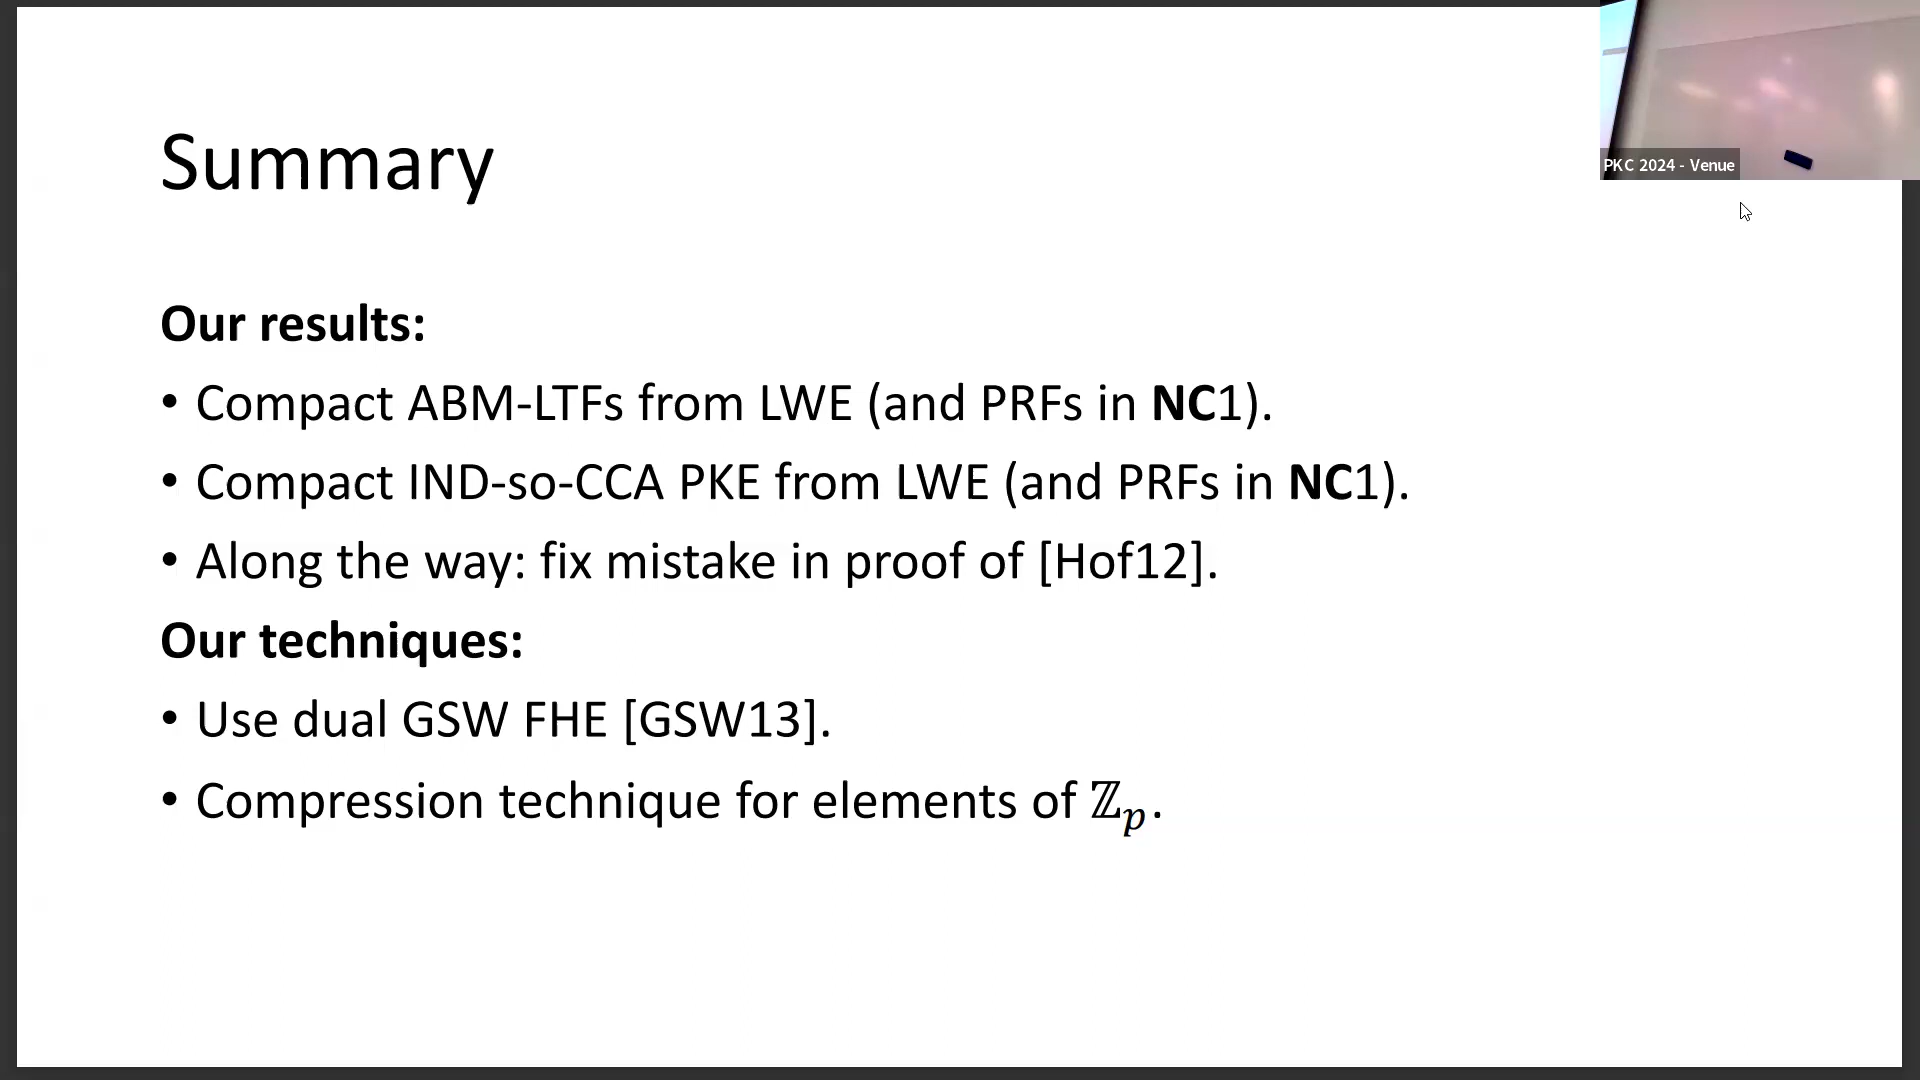 PKC 2024 - Venue
Summary
Our results:
• Compact ABM-LTFs from LWE (and PRFs in NC1).
• Compact IND-so-CCA PKE from LWE (and PRFs in NC1).
• Along the way: fix mistake in proof of [Hof12].
Our techniques:
• Use dual GSW FHE [GSW13].
• Compression technique for elements of ℤ_p.